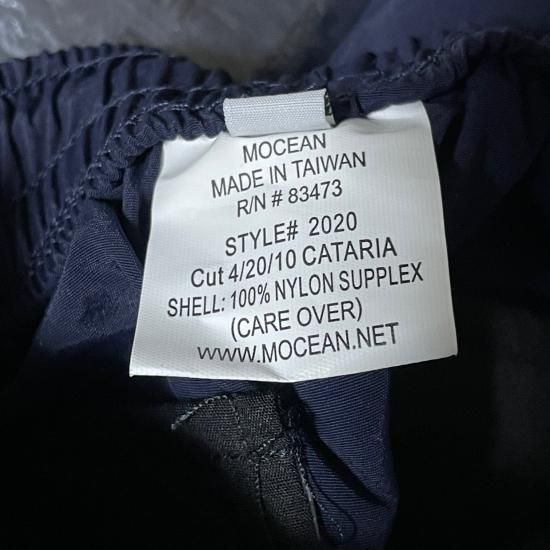 MOCEAN
MADE IN TAIWAN
R/N # 83473
STYLE# 2020
Cut 4/20/10 CATARIA
SHELL: 100% NYLON SUPPLEX
(CARE OVER)
WWW.MOCEAN.NET